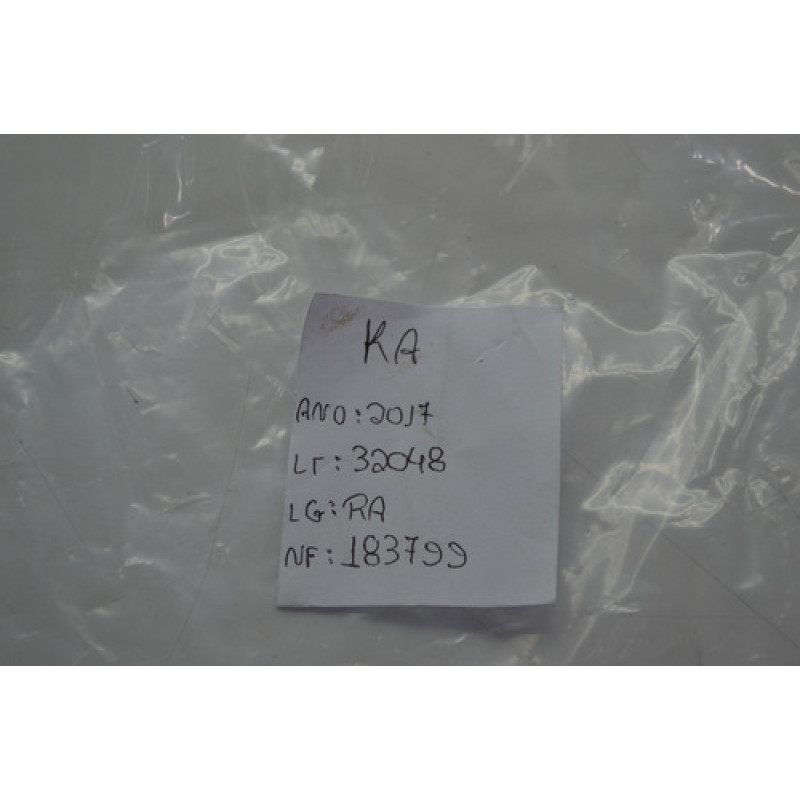 KA
ANO: 2017
LT: 32048
LG: RA
NF: 183799